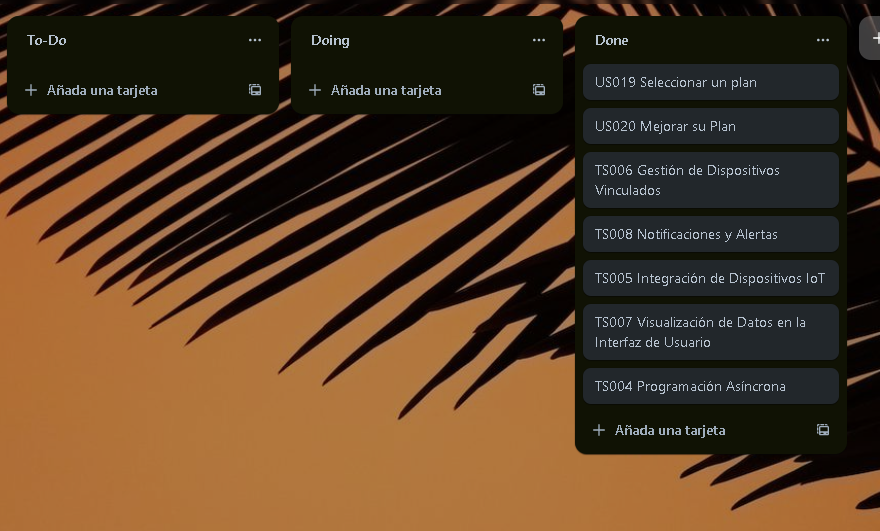 To-Do
Añada una tarjeta
Doing
Añada una tarjeta
Done
US019 Seleccionar un plan
US020 Mejorar su Plan
TS006 Gestión de Dispositivos
Vinculados
TS008 Notificaciones y Alertas
TS005 Integración de Dispositivos IoT
TS007 Visualización de Datos en la
Interfaz de Usuario
TS004 Programación Asíncrona
Añada una tarjeta